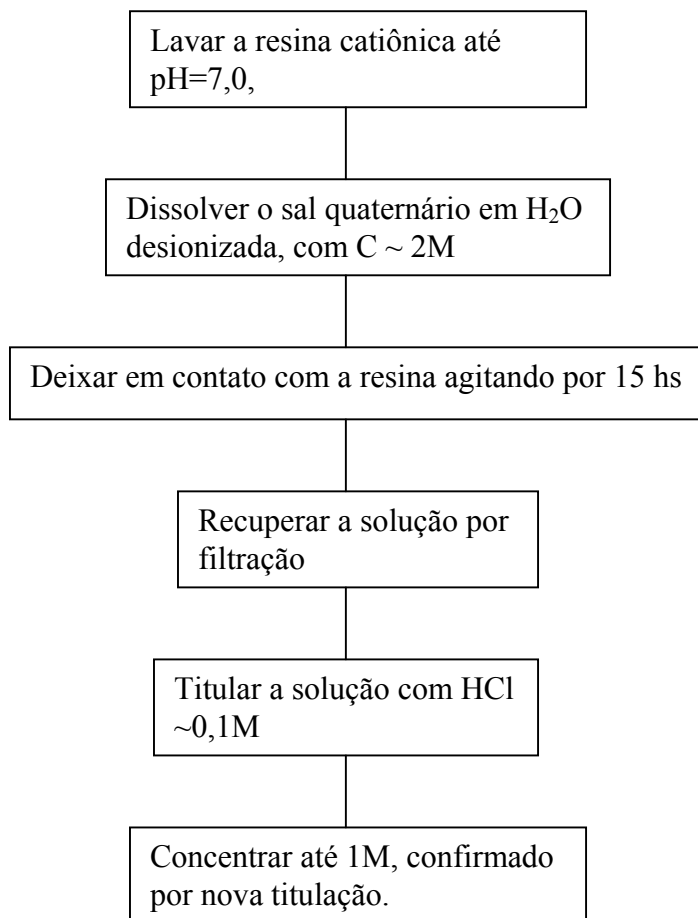 Lavar a resina catiônica até
pH=7,0,
Dissolver o sal quaternário em H₂O
desionizada, com C ~ 2M
Deixar em contato com a resina agitando por 15 hs
Recuperar a solução por
filtração
Titular a solução com HCl
~0,1M
Concentrar até 1M, confirmado
por nova titulação.